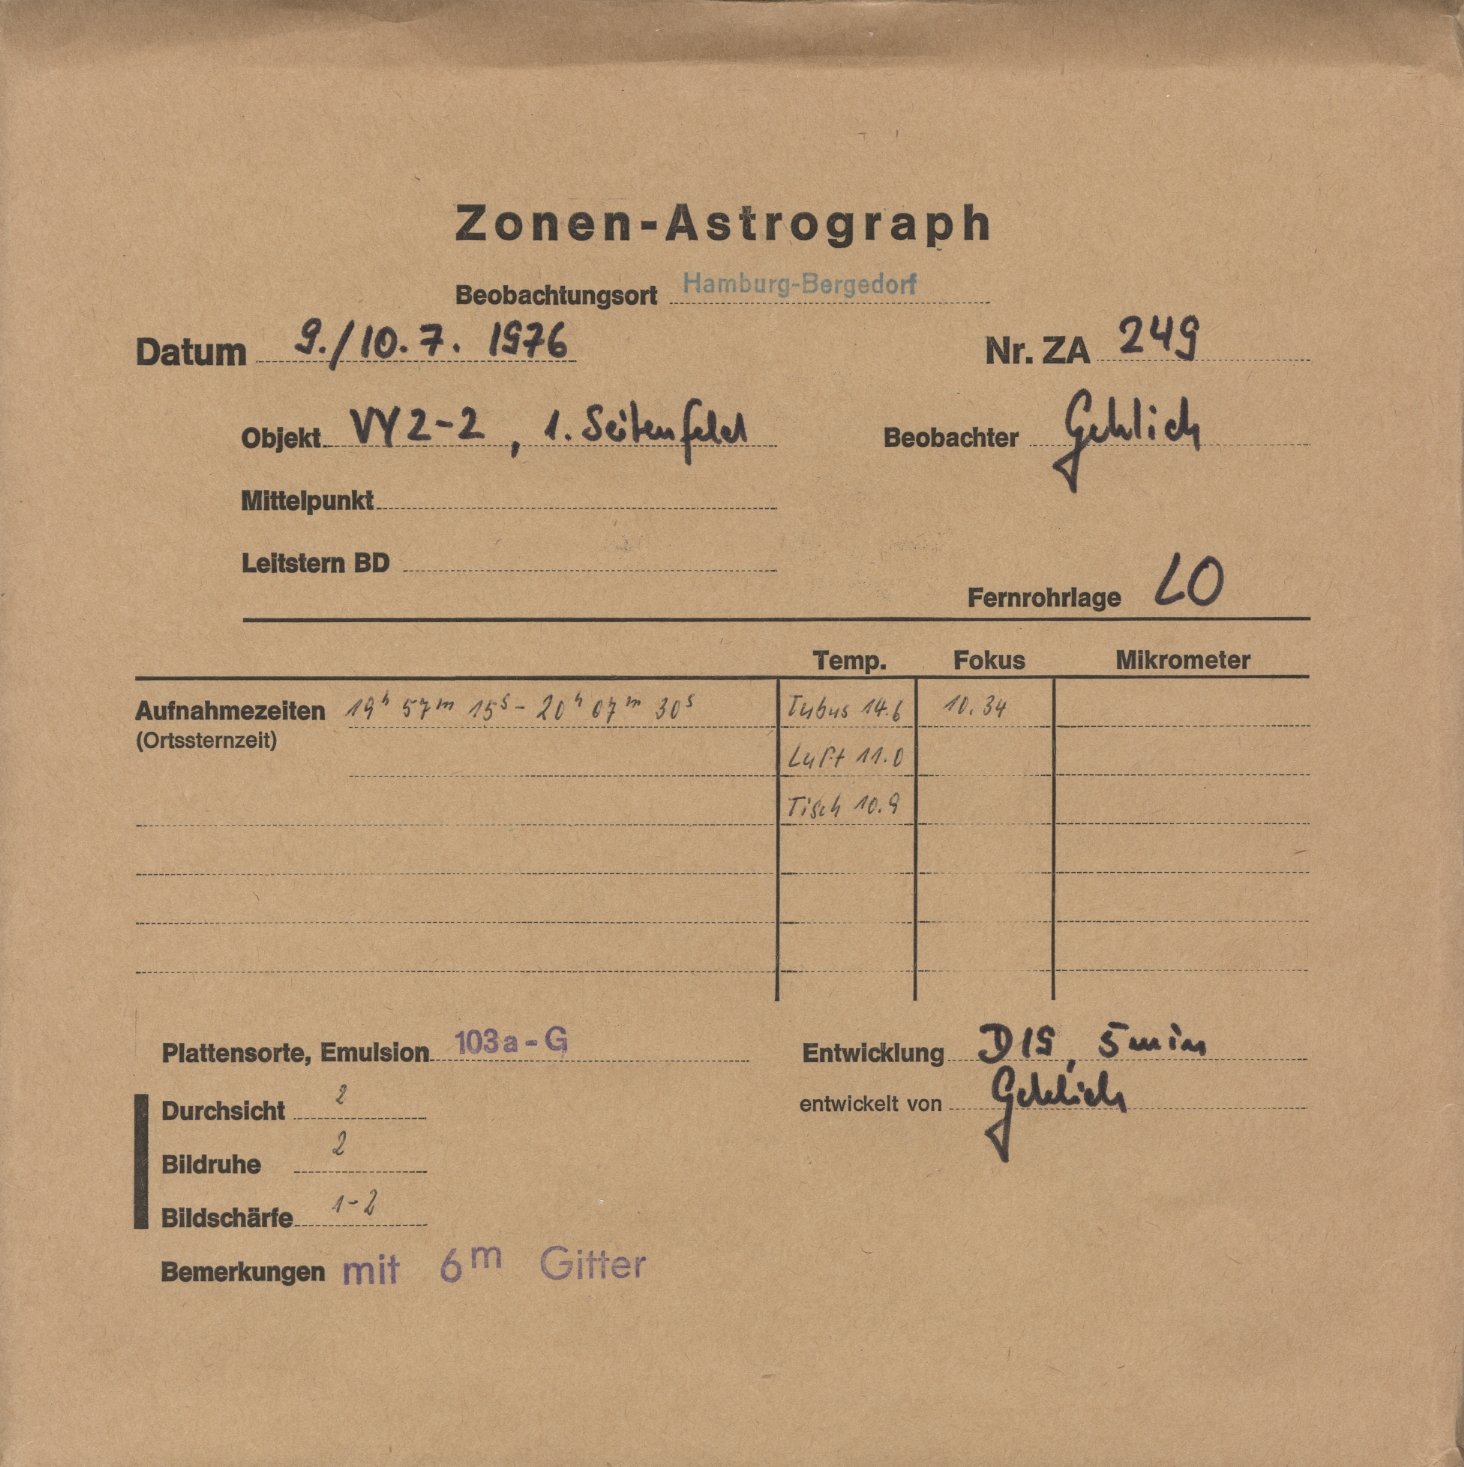 Zonen-Astrograph
Beobachtungsort Hamburg-Bergedorf
Datum 9./10.7. 1976 Nr. ZA 249
Objekt VY2-2, 1. Seitenfeld Beobachter Gehlich
Mittelpunkt
Leitstern BD
Fernrohrlage LO
Temp. Fokus Mikrometer
Aufnahmezeiten 19h 57m 15s - 20h 07m 30s Tubus 14.6 10.34
(Ortssternzeit)
Luft 11.0
Tisch 10.9
Plattensorte, Emulsion 103a-G Entwicklung D19, 5min
Durchsicht 2 entwickelt von Gehlich
Bildruhe 2
Bildschärfe 1-2
Bemerkungen mit 6m Gitter